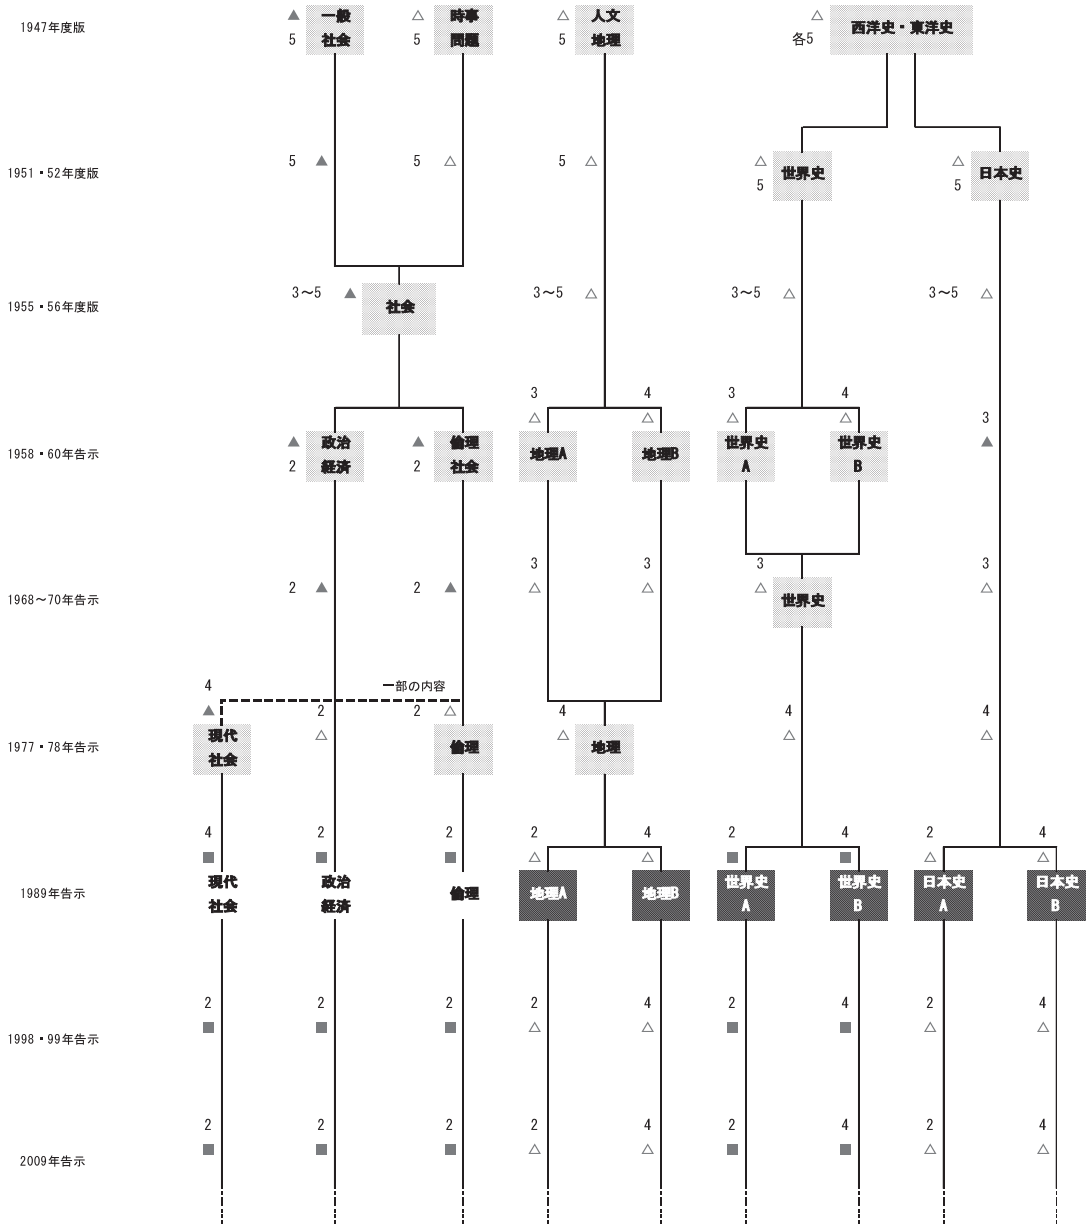 1947年度版
▲ 一般 △ 時事 △ 人文 △ 西洋史・東洋史
5 社会 5 問題 5 地理 各5
1951・52年度版
5 ▲ 5 △ 5 △ △ 世界史 △ 日本史
5 5
1955・56年度版
3〜5 ▲ 社会 3〜5 △ 3〜5 △ 3〜5 △
3 4 3 4 3
△ △ △ △ ▲
1958・60年告示
▲ 政治 ▲ 倫理 地理A 地理B 世界史 世界史
2 経済 2 社会 A B
3 3 3 3
1968〜70年告示
2 ▲ 2 ▲ △ △ △ 世界史 △
4 一部の内容
▲ 2 2 △ 4 4 4
1977・78年告示
現代 △ 倫理 △ 地理 △ △
社会
4 2 2 2 4 2 4 2 4
■ ■ ■ △ △ ■ ■ △ △
1989年告示
現代 政治 倫理 地理A 地理B 世界史 世界史 日本史 日本史
社会 経済 A B A B
2 2 2 2 4 2 4 2 4
1998・99年告示
■ ■ ■ △ △ ■ ■ △ △
2 2 2 2 4 2 4 2 4
2009年告示
■ ■ ■ △ △ ■ ■ △ △